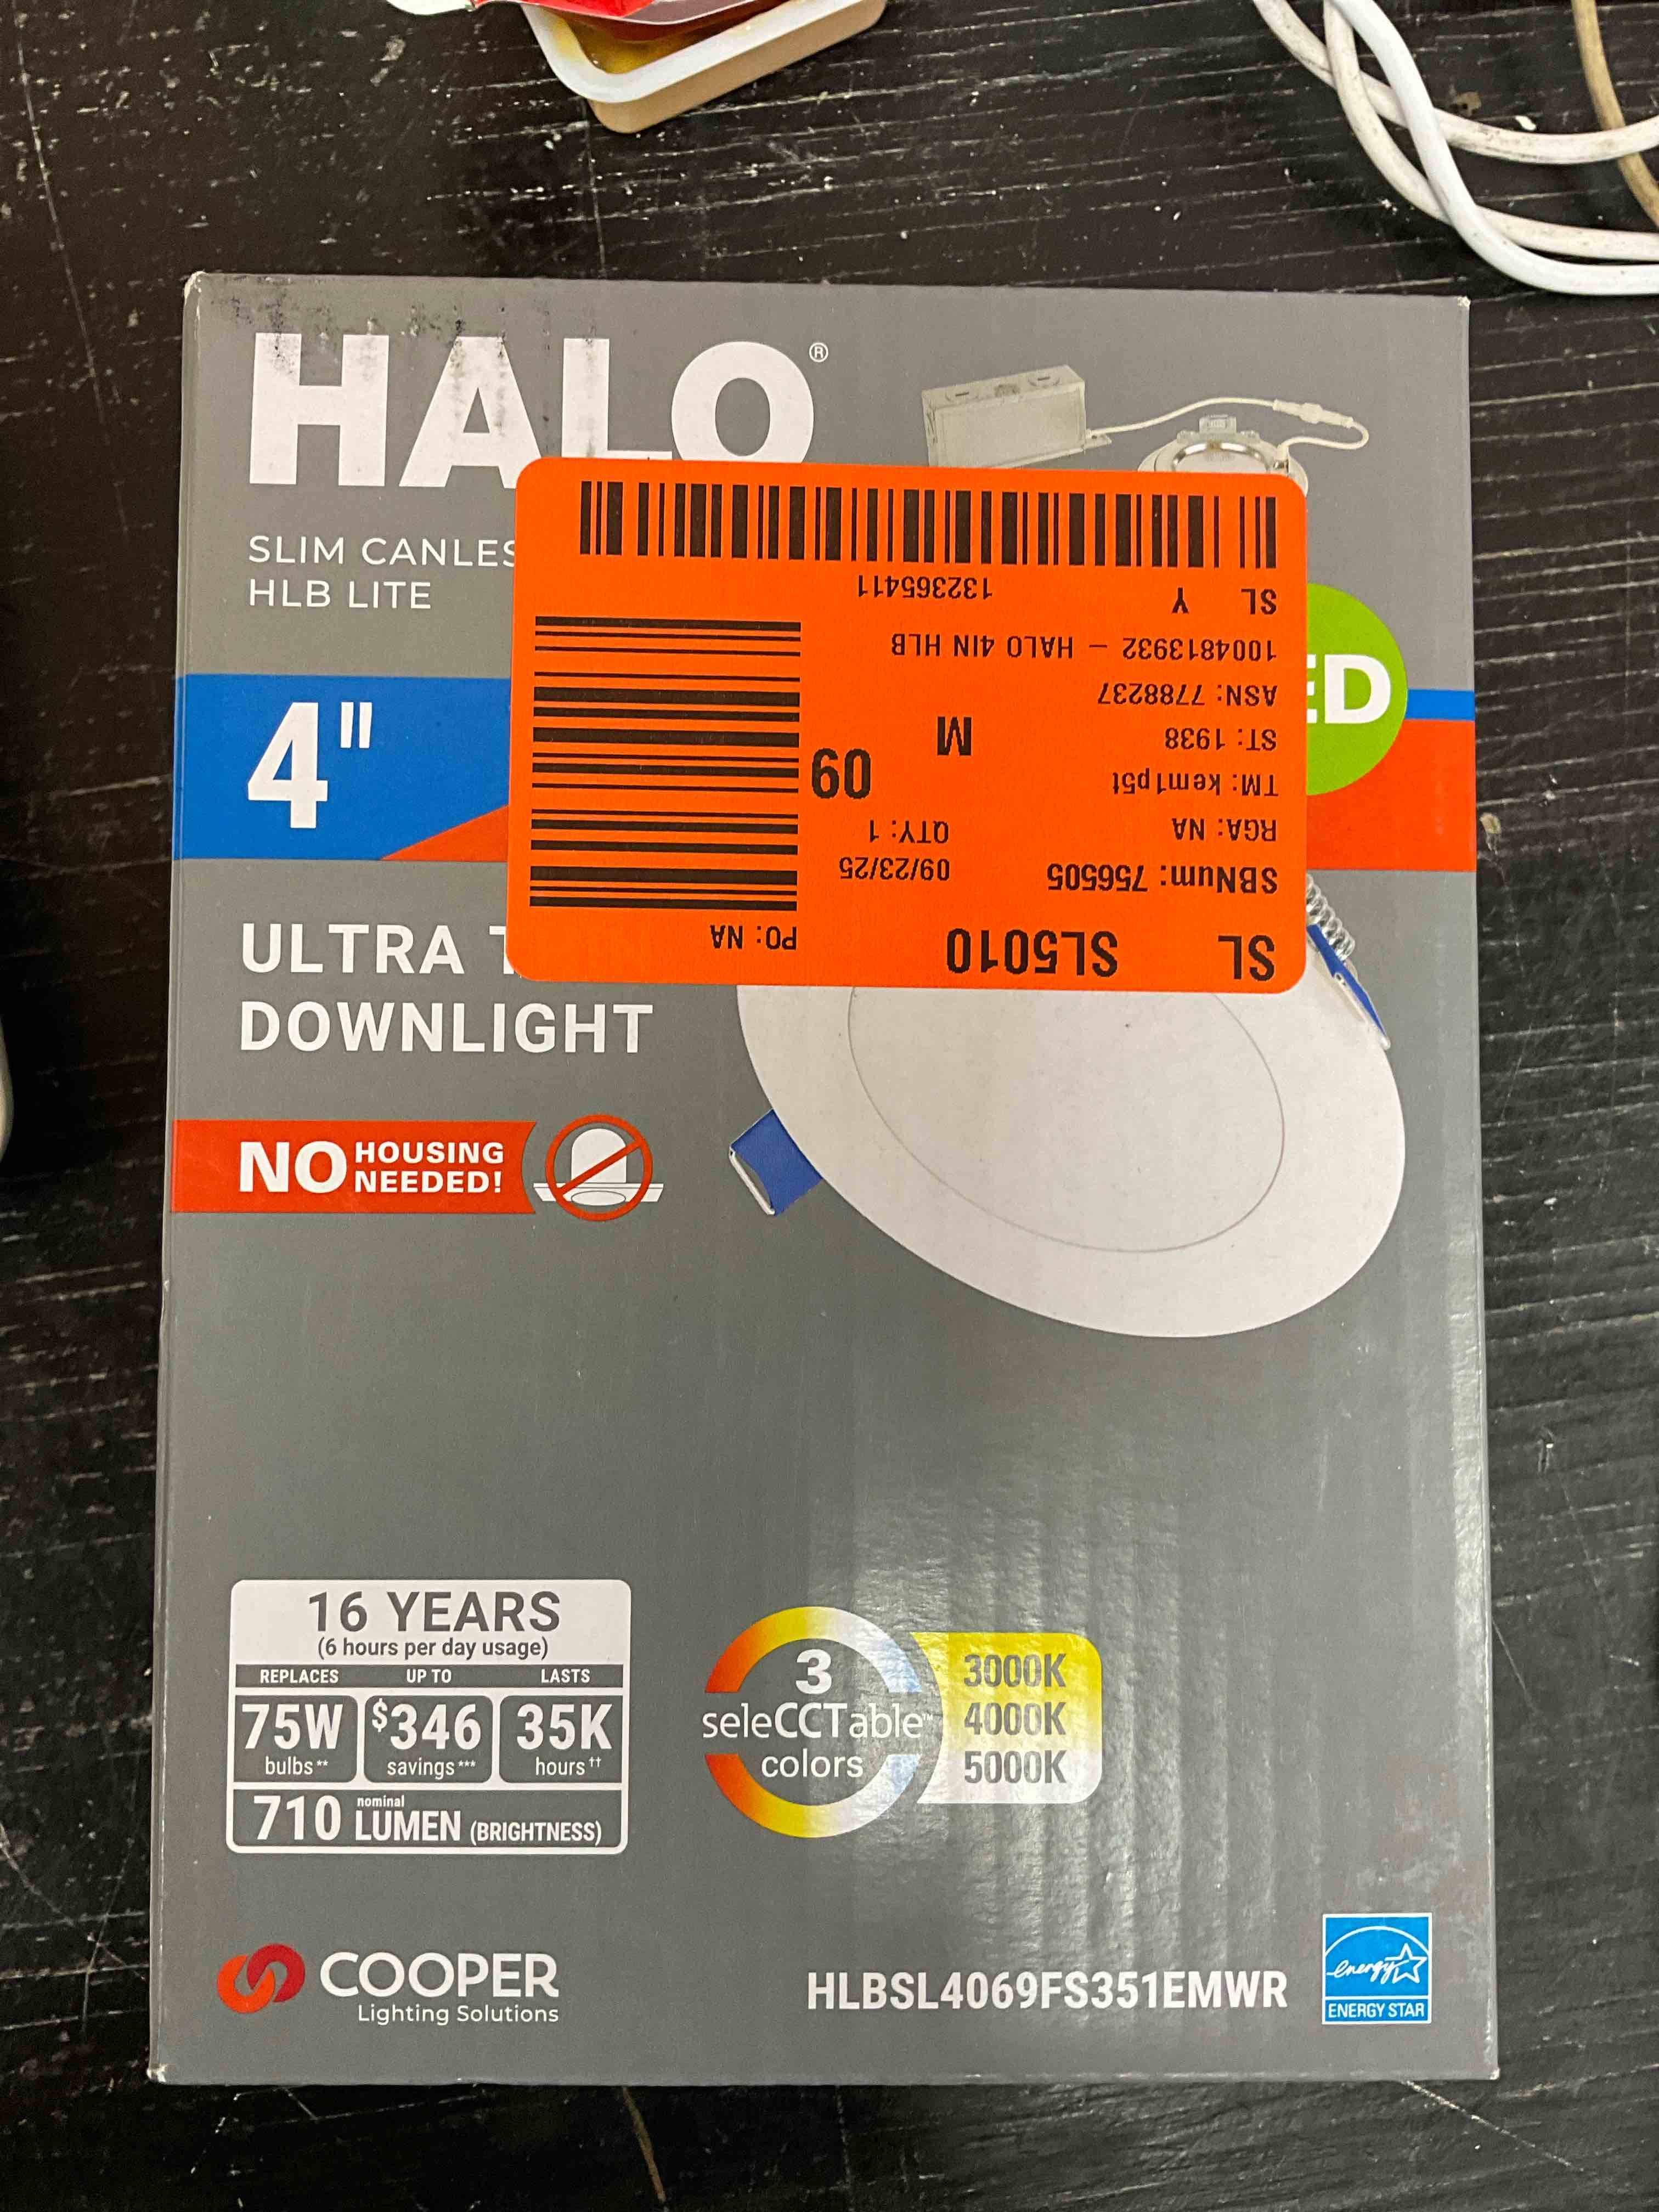 HALO®
SLIM CANLES
HLB LITE
4"
ULTRA T
DOWNLIGHT
ED
SL SL5010 PO: NA
SBNum: 756505 09/23/25
RGA: NA QTY: 1
TM: kem1p5t 09
ST: 1938 M
ASN: 7788237
1004813932 – HALO 4IN HLB
SL Y 132365411
NO HOUSING
NEEDED!
16 YEARS
(6 hours per day usage)
REPLACES UP TO LASTS
75W $346 35K
bulbs** savings*** hours††
710 nominal LUMEN (BRIGHTNESS)
3
seleCCTable™
colors
3000K
4000K
5000K
COOPER
Lighting Solutions
HLBSL4069FS351EMWR
energy
ENERGY STAR